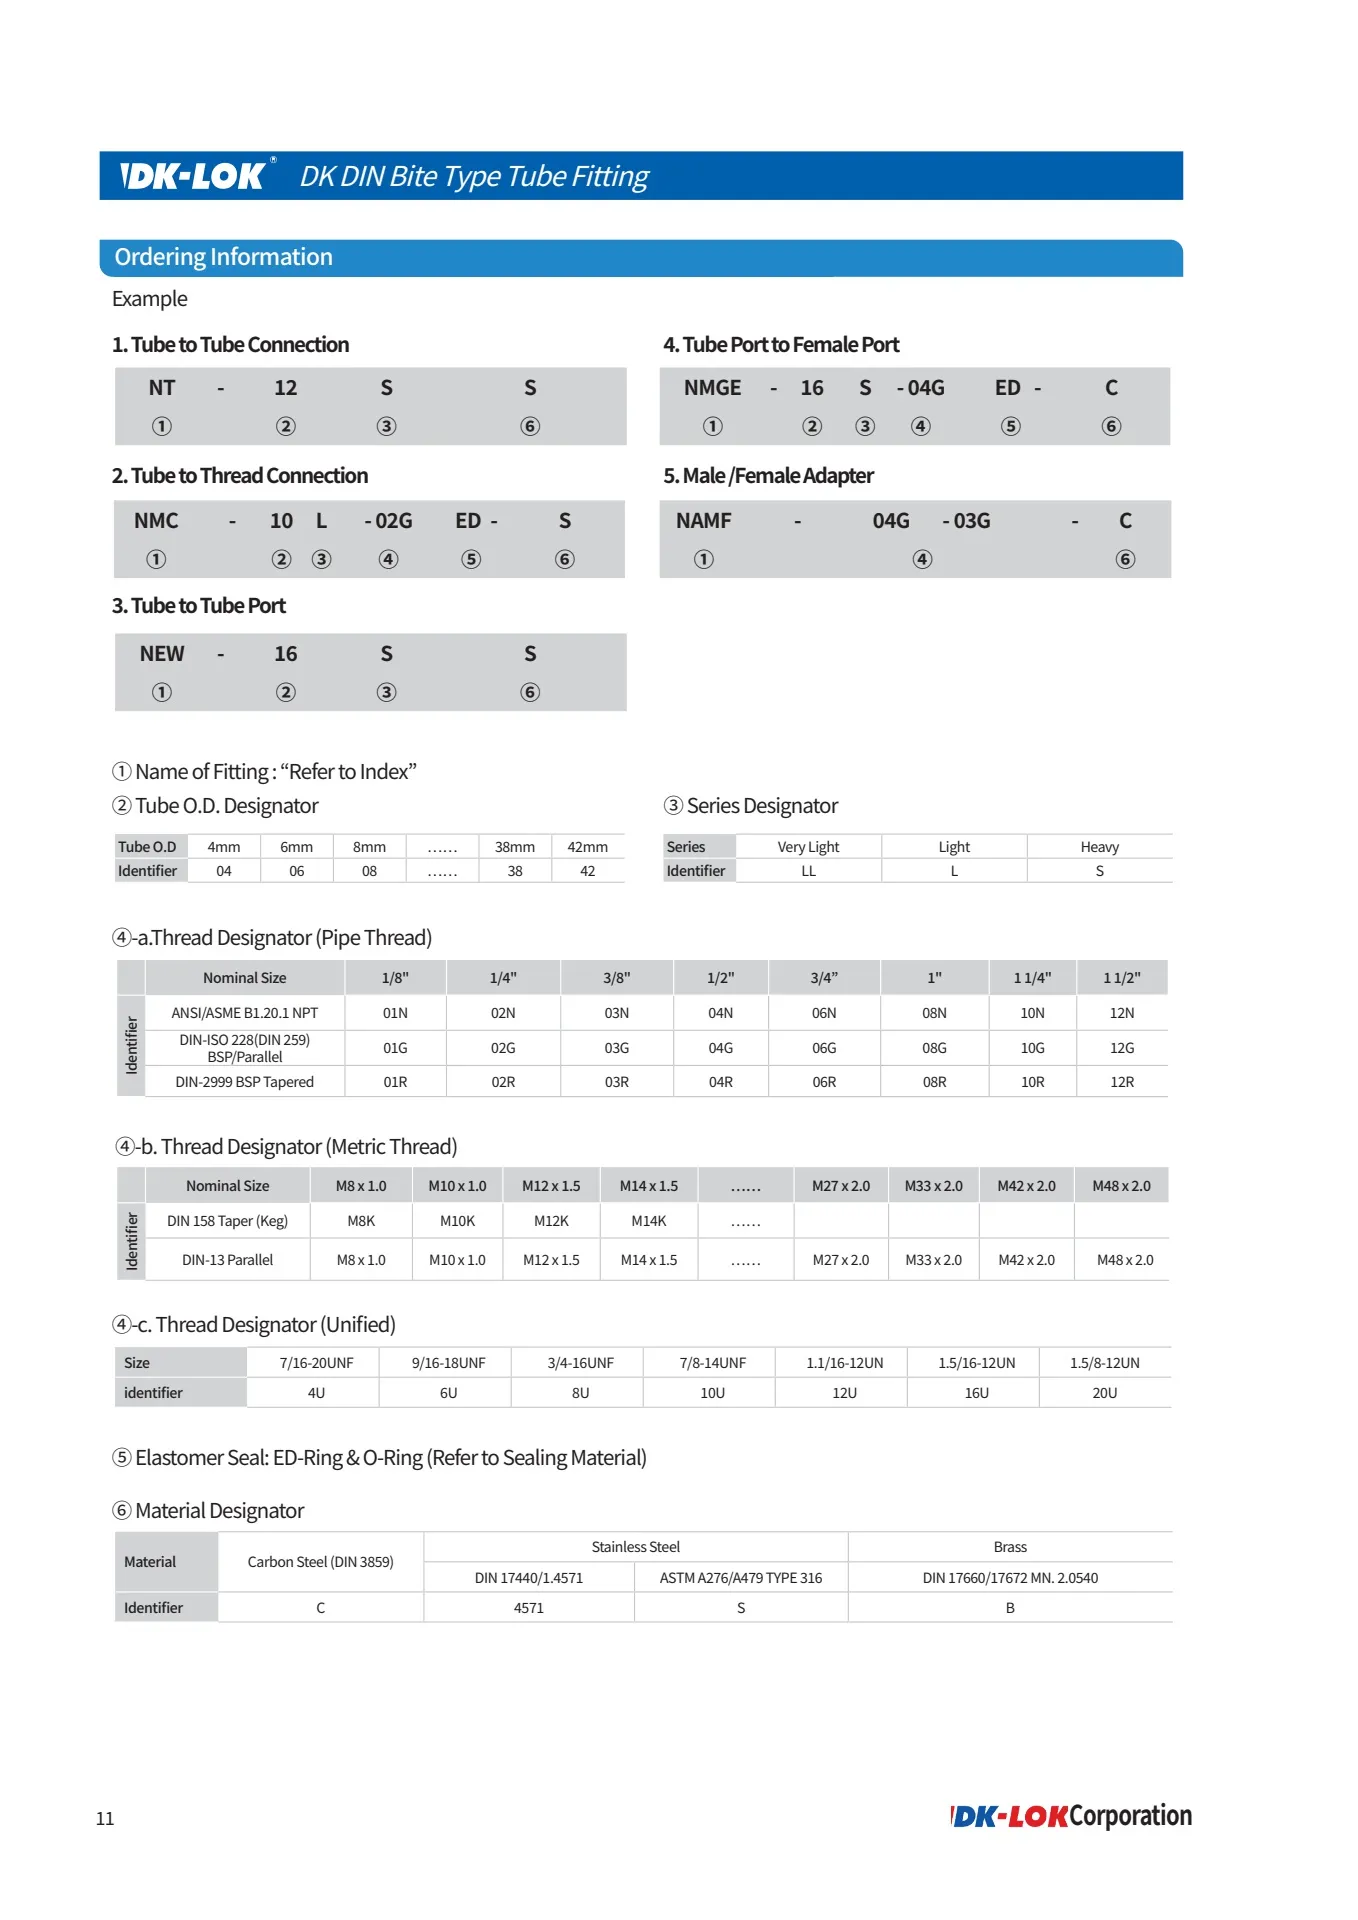 DK-LOK® DK DIN Bite Type Tube Fitting
Ordering Information
Example
1. Tube to Tube Connection
NT - 12 S S
① ② ③ ⑥
2. Tube to Thread Connection
NMC - 10 L - 02G ED - S
① ② ③ ④ ⑤ ⑥
3. Tube to Tube Port
NEW - 16 S S
① ② ③ ⑥
4. Tube Port to Female Port
NMGE - 16 S - 04G ED - C
① ② ③ ④ ⑤ ⑥
5. Male /Female Adapter
NAMF - 04G - 03G - C
① ④ ⑥
① Name of Fitting : “Refer to Index”
② Tube O.D. Designator
Tube O.D 4mm 6mm 8mm …… 38mm 42mm
Identifier 04 06 08 …… 38 42
③ Series Designator
Series Very Light Light Heavy
Identifier LL L S
④-a.Thread Designator (Pipe Thread)
Nominal Size 1/8" 1/4" 3/8" 1/2" 3/4” 1" 1 1/4" 1 1/2"
Identifier
ANSI/ASME B1.20.1 NPT 01N 02N 03N 04N 06N 08N 10N 12N
DIN-ISO 228(DIN 259)
BSP/Parallel 01G 02G 03G 04G 06G 08G 10G 12G
DIN-2999 BSP Tapered 01R 02R 03R 04R 06R 08R 10R 12R
④-b. Thread Designator (Metric Thread)
Nominal Size M8 x 1.0 M10 x 1.0 M12 x 1.5 M14 x 1.5 …… M27 x 2.0 M33 x 2.0 M42 x 2.0 M48 x 2.0
Identifier
DIN 158 Taper (Keg) M8K M10K M12K M14K ……
DIN-13 Parallel M8 x 1.0 M10 x 1.0 M12 x 1.5 M14 x 1.5 …… M27 x 2.0 M33 x 2.0 M42 x 2.0 M48 x 2.0
④-c. Thread Designator (Unified)
Size 7/16-20UNF 9/16-18UNF 3/4-16UNF 7/8-14UNF 1.1/16-12UN 1.5/16-12UN 1.5/8-12UN
identifier 4U 6U 8U 10U 12U 16U 20U
⑤ Elastomer Seal: ED-Ring & O-Ring (Refer to Sealing Material)
⑥ Material Designator
Material Carbon Steel (DIN 3859) Stainless Steel Brass
DIN 17440/1.4571 ASTM A276/A479 TYPE 316 DIN 17660/17672 MN. 2.0540
Identifier C 4571 S B
11
DK-LOK Corporation